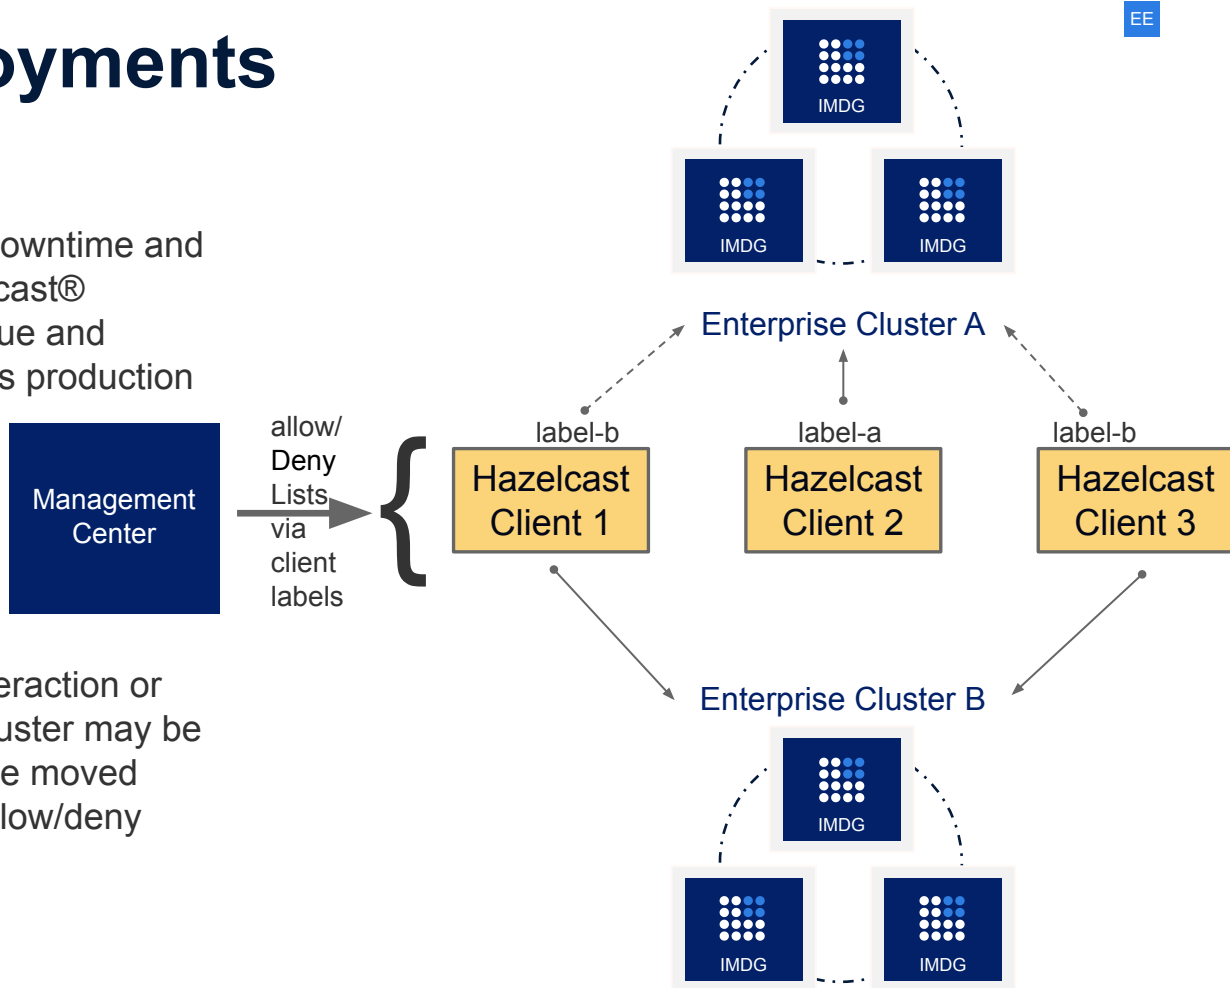 EE
oyments
IMDG
IMDG
IMDG
owntime and
cast®
ue and
s production
Enterprise Cluster A
Management
Center
allow/
Deny
Lists
via
client
labels
{
label-b
label-a
label-b
Hazelcast
Client 1
Hazelcast
Client 2
Hazelcast
Client 3
eraction or
uster may be
e moved
low/deny
Enterprise Cluster B
IMDG
IMDG
IMDG